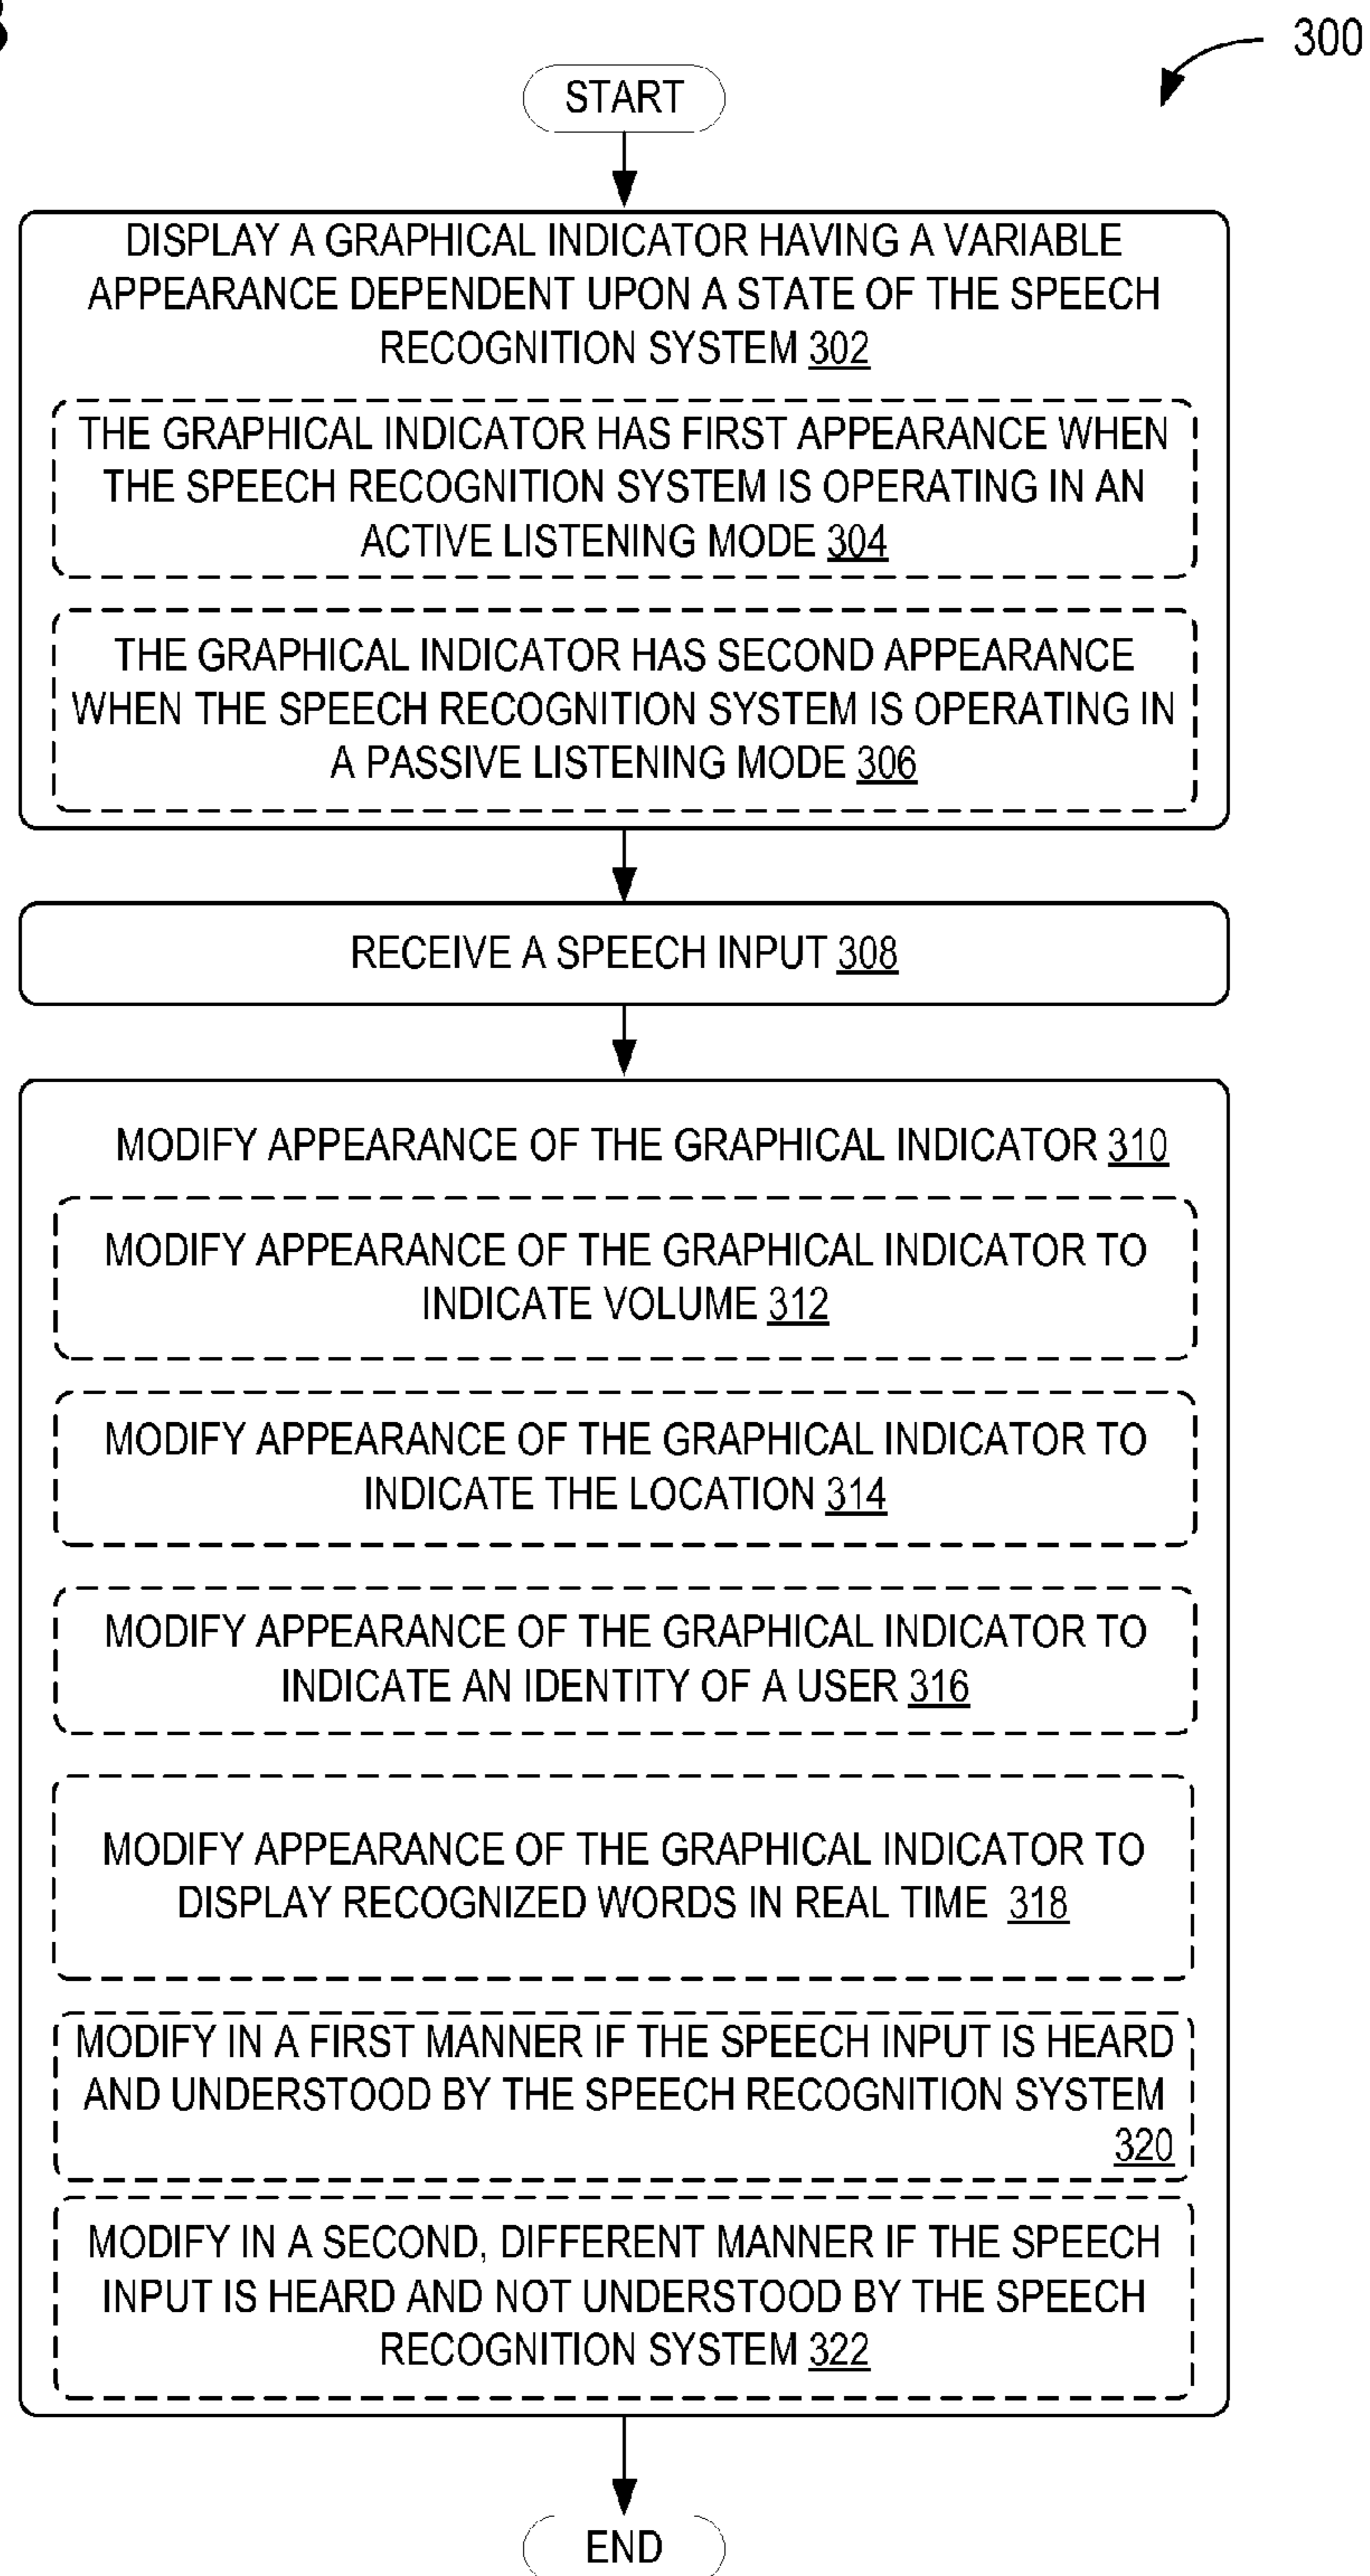 300
START
DISPLAY A GRAPHICAL INDICATOR HAVING A VARIABLE
APPEARANCE DEPENDENT UPON A STATE OF THE SPEECH
RECOGNITION SYSTEM 302
THE GRAPHICAL INDICATOR HAS FIRST APPEARANCE WHEN
THE SPEECH RECOGNITION SYSTEM IS OPERATING IN AN
ACTIVE LISTENING MODE 304
THE GRAPHICAL INDICATOR HAS SECOND APPEARANCE
WHEN THE SPEECH RECOGNITION SYSTEM IS OPERATING IN
A PASSIVE LISTENING MODE 306
RECEIVE A SPEECH INPUT 308
MODIFY APPEARANCE OF THE GRAPHICAL INDICATOR 310
MODIFY APPEARANCE OF THE GRAPHICAL INDICATOR TO
INDICATE VOLUME 312
MODIFY APPEARANCE OF THE GRAPHICAL INDICATOR TO
INDICATE THE LOCATION 314
MODIFY APPEARANCE OF THE GRAPHICAL INDICATOR TO
INDICATE AN IDENTITY OF A USER 316
MODIFY APPEARANCE OF THE GRAPHICAL INDICATOR TO
DISPLAY RECOGNIZED WORDS IN REAL TIME 318
MODIFY IN A FIRST MANNER IF THE SPEECH INPUT IS HEARD
AND UNDERSTOOD BY THE SPEECH RECOGNITION SYSTEM
320
MODIFY IN A SECOND, DIFFERENT MANNER IF THE SPEECH
INPUT IS HEARD AND NOT UNDERSTOOD BY THE SPEECH
RECOGNITION SYSTEM 322
END